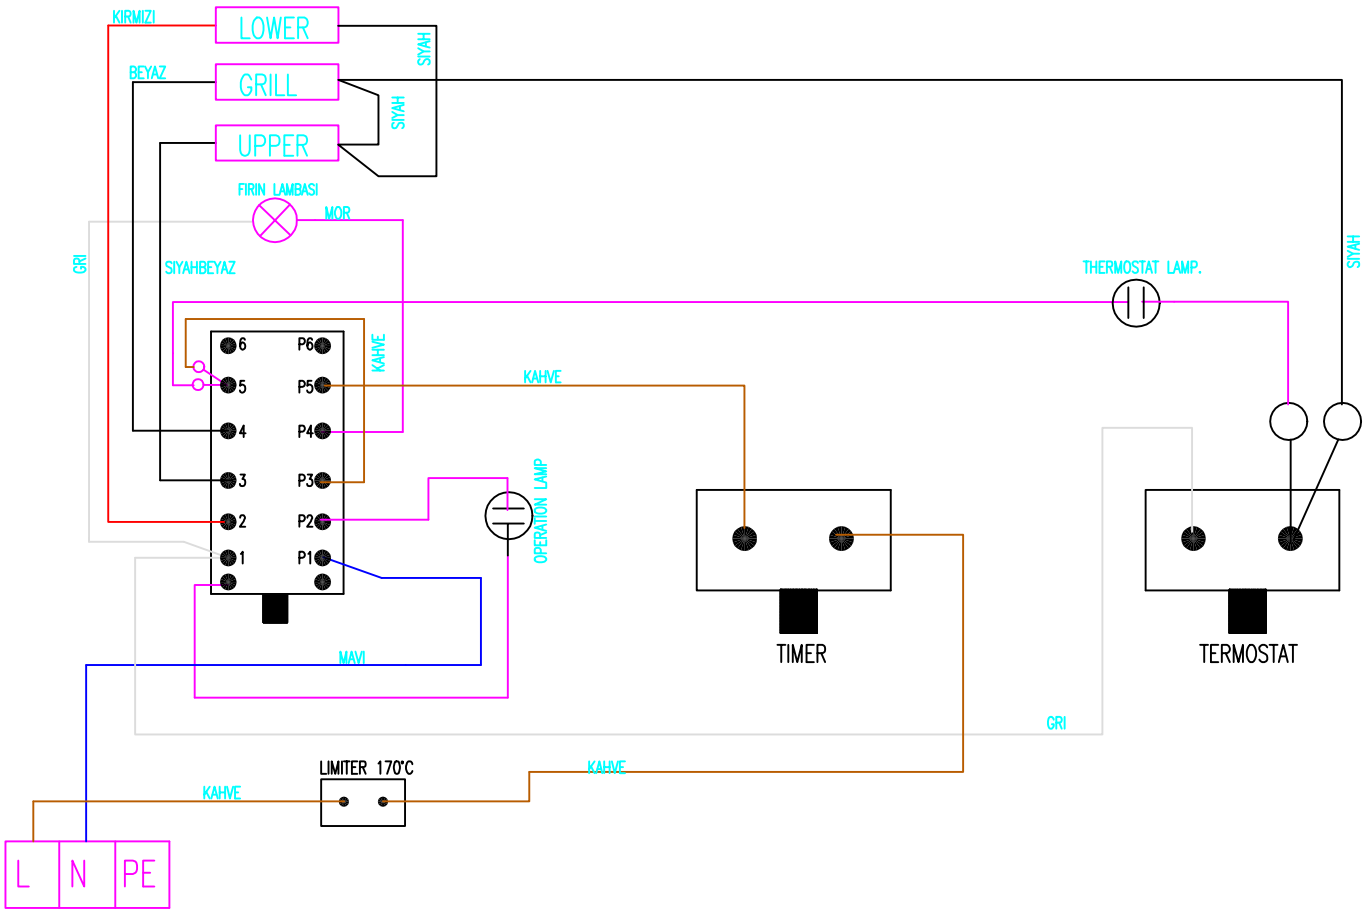 KIRMIZI
LOWER
SIYAH
BEYAZ
GRILL
SIYAH
UPPER
FIRIN LAMBASI
MOR
GRI
SIYAHBEYAZ
THERMOSTAT LAMP.
SIYAH
6 P6
KAHVE
5 P5
KAHVE
4 P4
3 P3
2 P2
OPERATION LAMP
1 P1
TIMER
TERMOSTAT
MAVI
GRI
LIMITER 170°C
KAHVE
KAHVE
L N PE